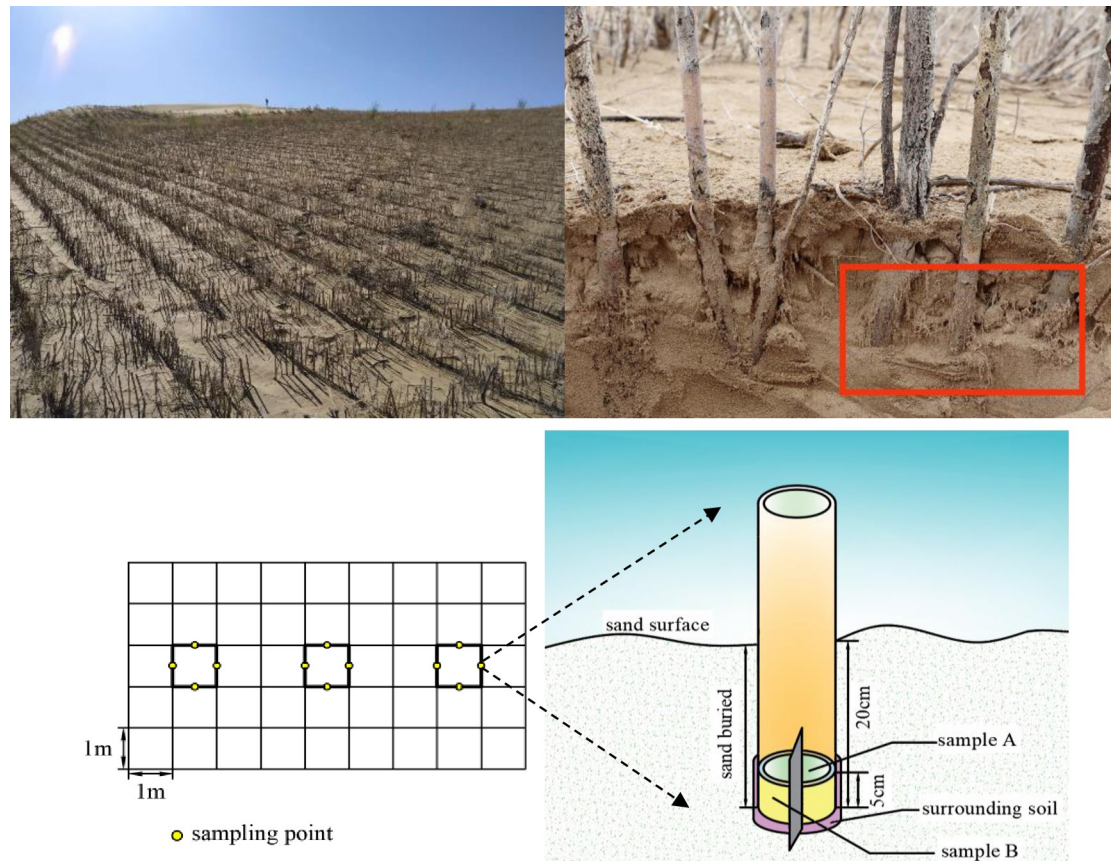 sand surface
sand buried
20cm
sample A
5cm
surrounding soil
sample B
1m
1m
sampling point